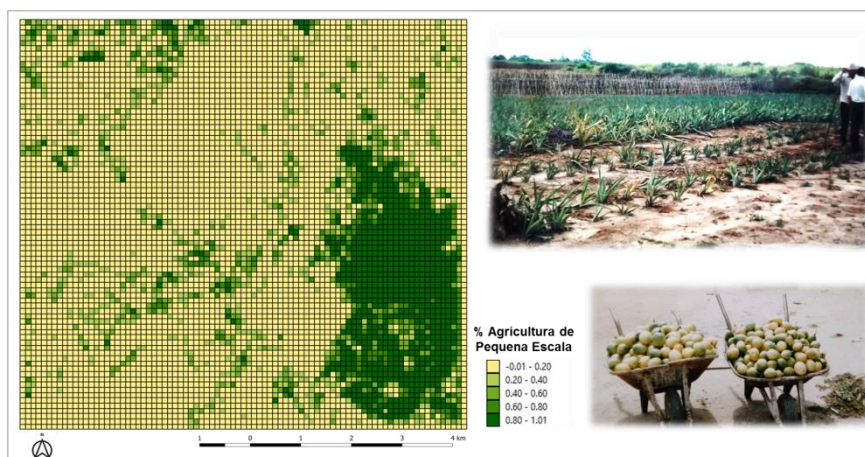 % Agricultura de
Pequena Escala
-0.01 - 0.20
0.20 - 0.40
0.40 - 0.60
0.60 - 0.80
0.80 - 1.01
N
1 0 1 2 3 4 km